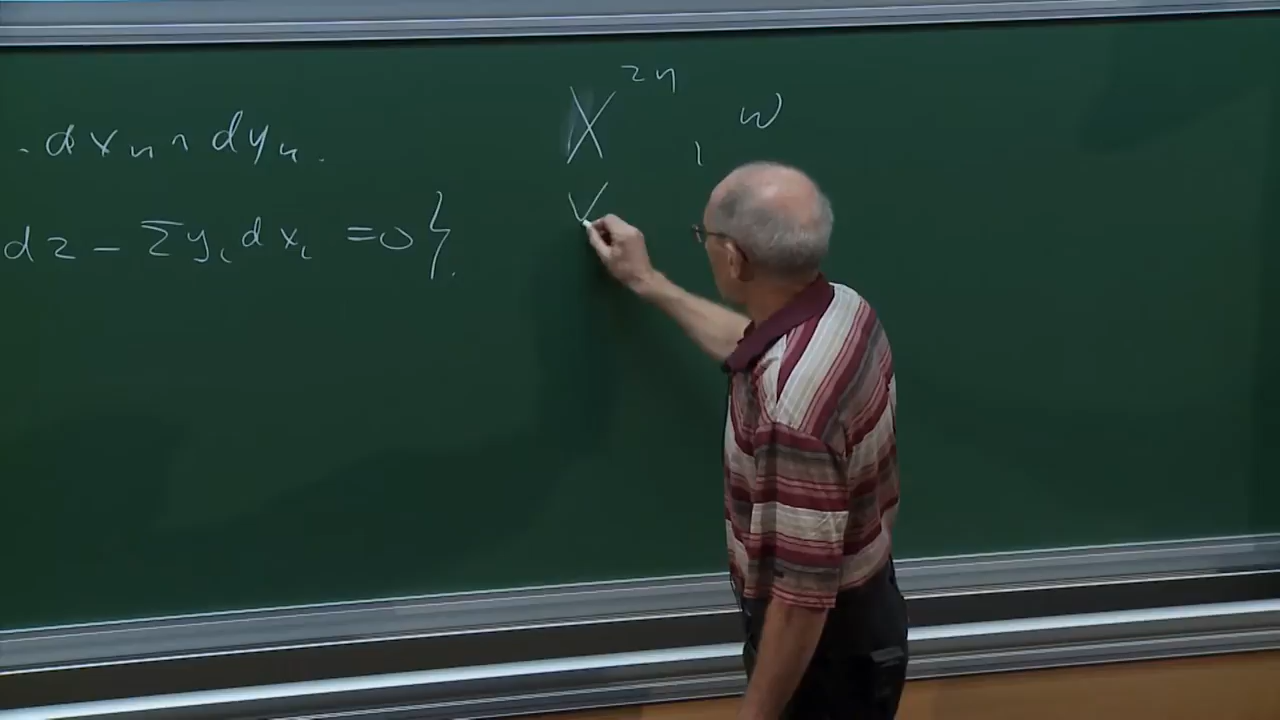 . dx_n ∧ dy_n .
dz - Σ y_i dx_i = 0 }.
X^{2n} , ω
Y